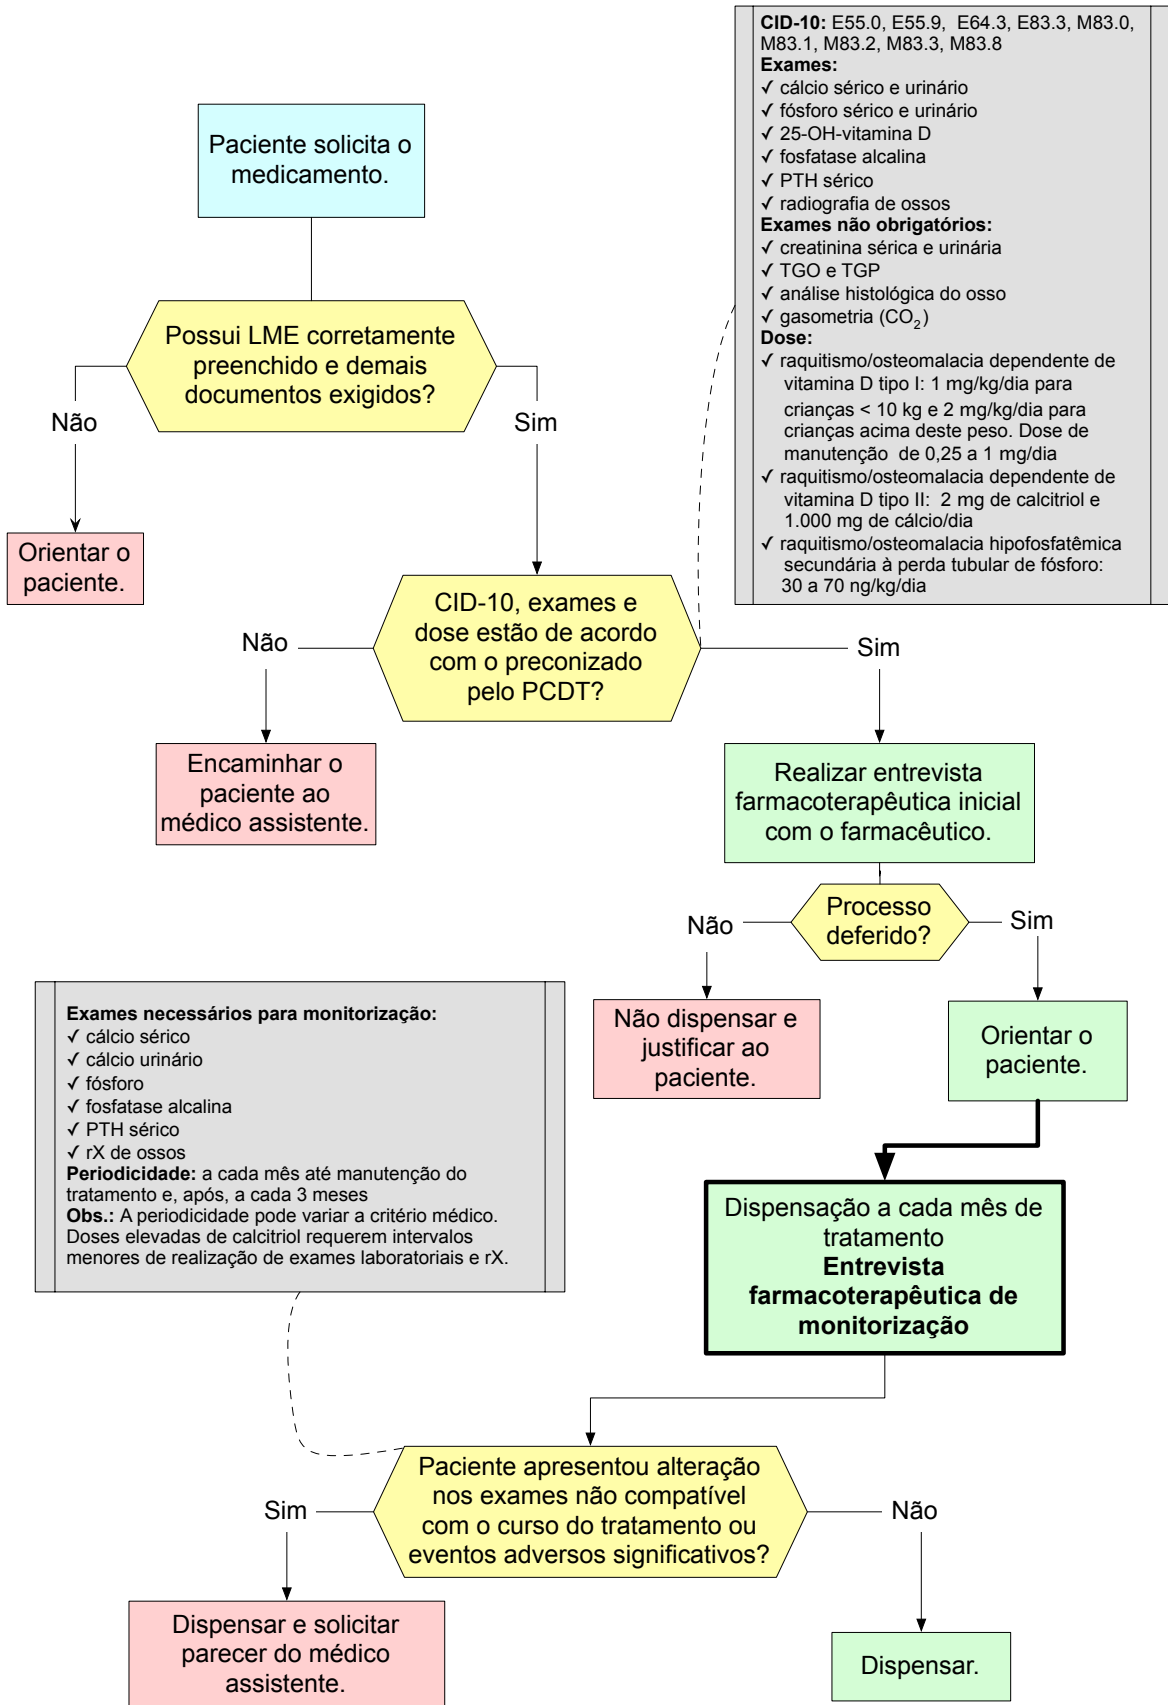 CID-10: E55.0, E55.9, E64.3, E83.3, M83.0,
M83.1, M83.2, M83.3, M83.8
Exames:
✓ cálcio sérico e urinário
✓ fósforo sérico e urinário
✓ 25-OH-vitamina D
✓ fosfatase alcalina
✓ PTH sérico
✓ radiografia de ossos
Exames não obrigatórios:
✓ creatinina sérica e urinária
✓ TGO e TGP
✓ análise histológica do osso
✓ gasometria (CO2)
Dose:
✓ raquitismo/osteomalacia dependente de
vitamina D tipo I: 1 mg/kg/dia para
crianças < 10 kg e 2 mg/kg/dia para
crianças acima deste peso. Dose de
manutenção de 0,25 a 1 mg/dia
✓ raquitismo/osteomalacia dependente de
vitamina D tipo II: 2 mg de calcitriol e
1.000 mg de cálcio/dia
✓ raquitismo/osteomalacia hipofosfatêmica
secundária à perda tubular de fósforo:
30 a 70 ng/kg/dia
Paciente solicita o
medicamento.
Possui LME corretamente
preenchido e demais
documentos exigidos?
Não
Sim
Orientar o
paciente.
CID-10, exames e
dose estão de acordo
com o preconizado
pelo PCDT?
Não
Sim
Encaminhar o
paciente ao
médico assistente.
Realizar entrevista
farmacoterapêutica inicial
com o farmacêutico.
Processo
deferido?
Não
Sim
Não dispensar e
justificar ao
paciente.
Orientar o
paciente.
Exames necessários para monitorização:
✓ cálcio sérico
✓ cálcio urinário
✓ fósforo
✓ fosfatase alcalina
✓ PTH sérico
✓ rX de ossos
Periodicidade: a cada mês até manutenção do
tratamento e, após, a cada 3 meses
Obs.: A periodicidade pode variar a critério médico.
Doses elevadas de calcitriol requerem intervalos
menores de realização de exames laboratoriais e rX.
Dispensação a cada mês de
tratamento
Entrevista
farmacoterapêutica de
monitorização
Paciente apresentou alteração
nos exames não compatível
com o curso do tratamento ou
eventos adversos significativos?
Sim
Não
Dispensar e solicitar
parecer do médico
assistente.
Dispensar.